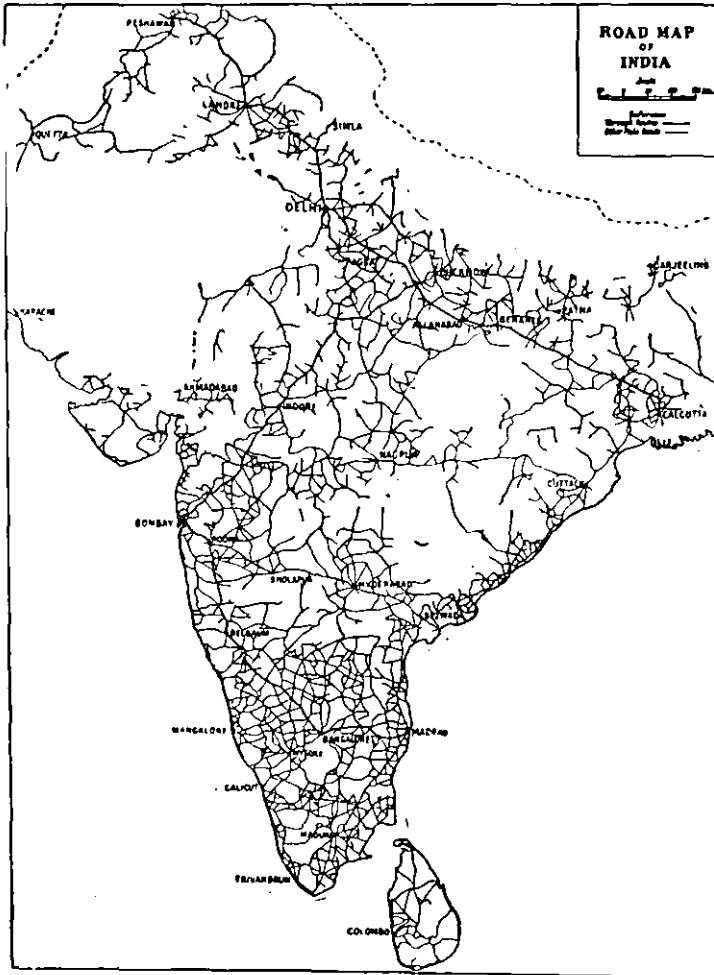 ROAD MAP
OF
INDIA
PESHAWAR
LAHORE
SIMLA
QUETTA
DELHI
AGRA
LUCKNOW
DARJEELING
KARACHI
ALLAHABAD
BENARES
PATNA
AHMADABAD
INDORE
CALCUTTA
NAGPUR
CUTTACK
BOMBAY
POONA
SHOLAPUR
HYDERABAD
BEZWADA
BELGAUM
MANGALORE
BANGALORE
MADRAS
MYSORE
CALICUT
MADURA
TRIVANDRUM
COLOMBO